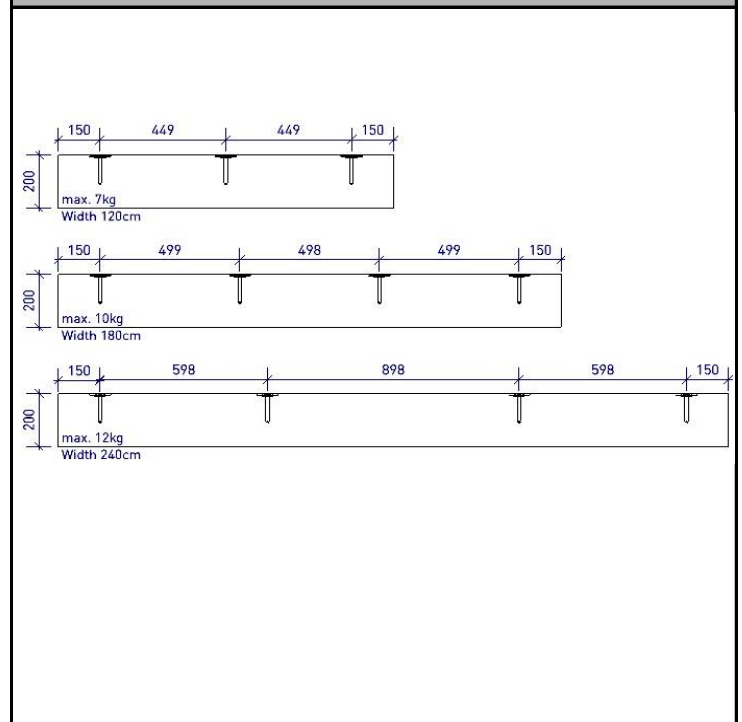 150 449 449 150
200
max. 7kg
Width 120cm
150 499 498 499 150
200
max. 10kg
Width 180cm
150 598 898 598 150
200
max. 12kg
Width 240cm